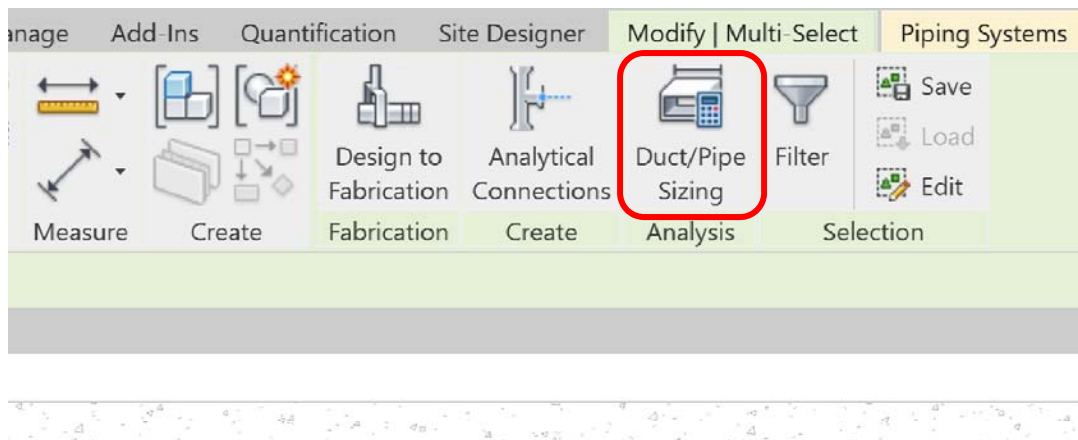 Add-Ins Quantification Site Designer Modify | Multi-Select Piping Systems
Save
Load
Design to Analytical Duct/Pipe Filter
Fabrication Connections Sizing Edit
Measure Create Fabrication Create Analysis Selection